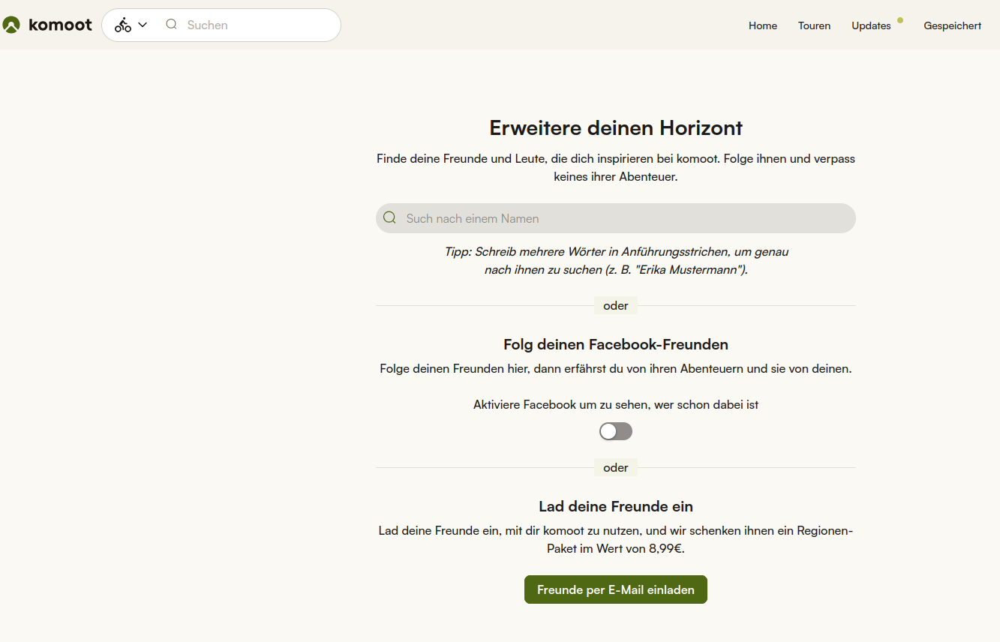 komoot
Suchen
Home
Touren
Updates
Gespeichert
Erweitere deinen Horizont
Finde deine Freunde und Leute, die dich inspirieren bei komoot. Folge ihnen und verpass
keines ihrer Abenteuer.
Such nach einem Namen
Tipp: Schreib mehrere Wörter in Anführungsstrichen, um genau
nach ihnen zu suchen (z. B. "Erika Mustermann").
oder
Folg deinen Facebook-Freunden
Folge deinen Freunden hier, dann erfährst du von ihren Abenteuern und sie von deinen.
Aktiviere Facebook um zu sehen, wer schon dabei ist
oder
Lad deine Freunde ein
Lad deine Freunde ein, mit dir komoot zu nutzen, und wir schenken ihnen ein Regionen-
Paket im Wert von 8,99€.
Freunde per E-Mail einladen